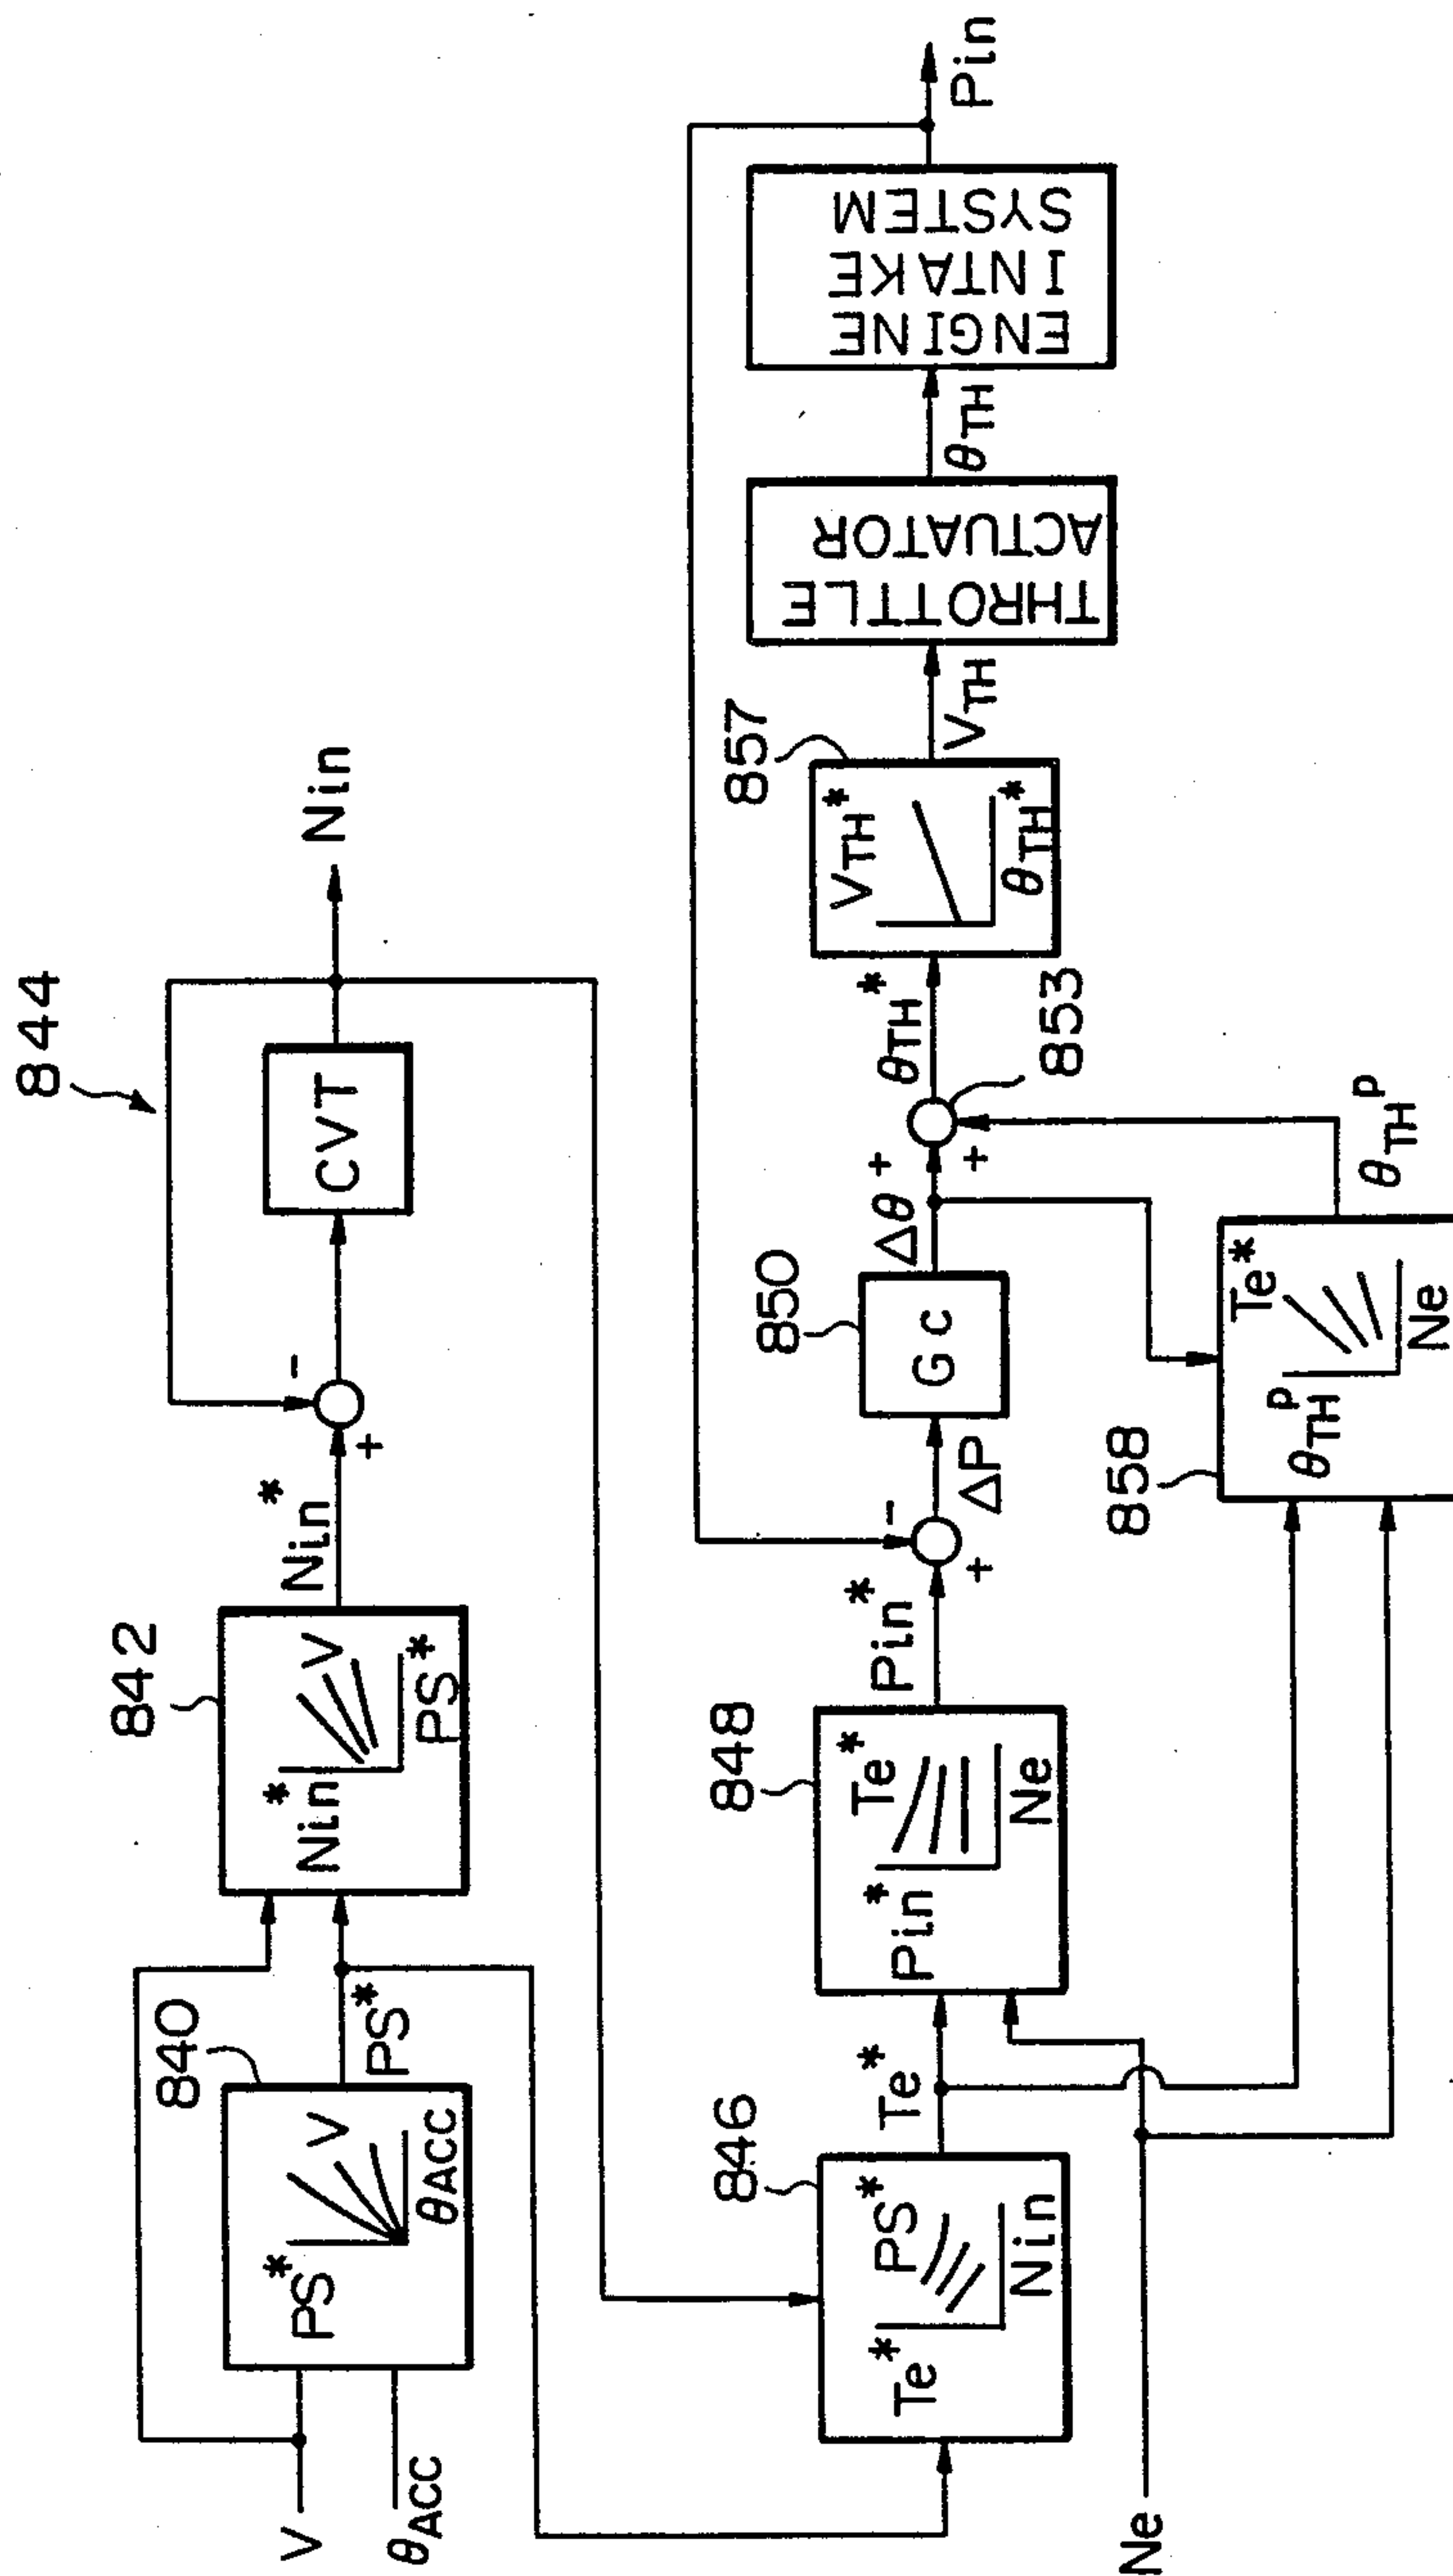 844
840
842
PS*
V
θACC
Nin*
V
PS*
CVT
V
θACC
PS*
Nin*
+
-
Nin
846
848
850
853
857
Te*
PS*
Nin
Pin*
Te*
Ne
Gc
VTH*
θTH*
THROTTLE
ACTUATOR
ENGINE
INTAKE
SYSTEM
Te*
Pin*
+
-
ΔP
Δθ
+
+
θTH*
VTH
θTH
Pin
858
θTHP
Te*
Ne
θTHP
Ne